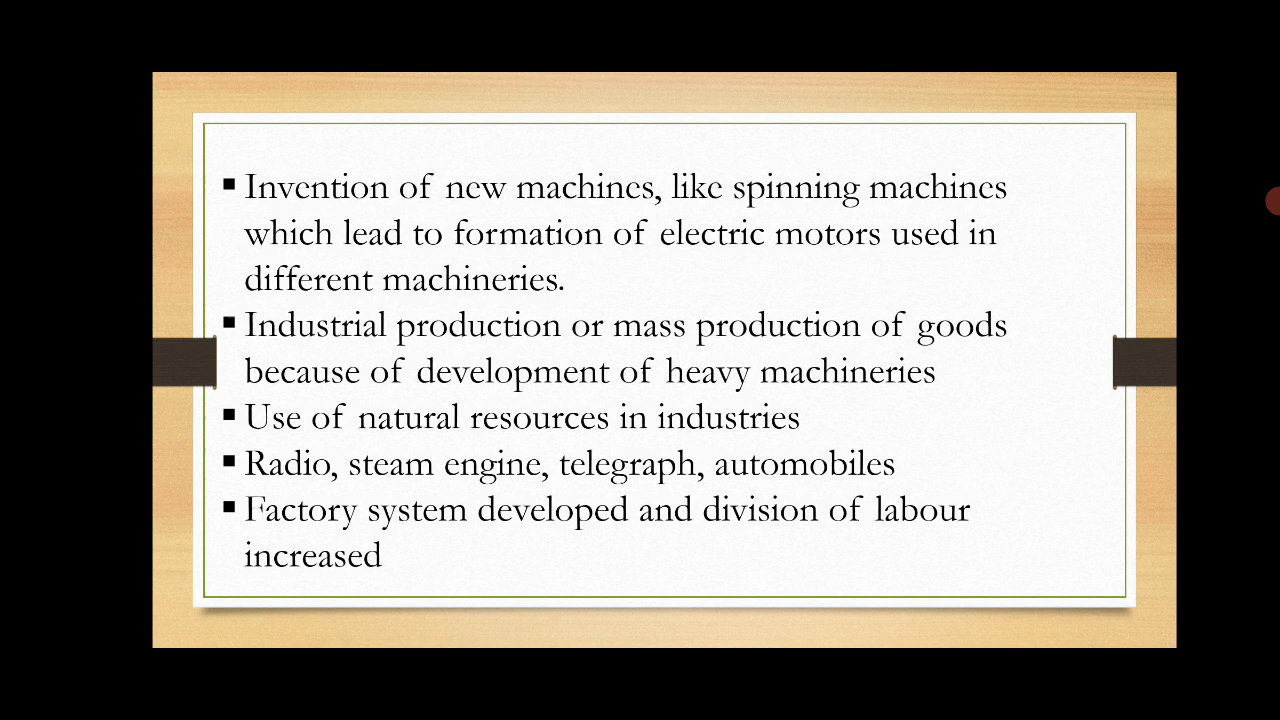 ▪ Invention of new machines, like spinning machines
which lead to formation of electric motors used in
different machineries.
▪ Industrial production or mass production of goods
because of development of heavy machineries
▪ Use of natural resources in industries
▪ Radio, steam engine, telegraph, automobiles
▪ Factory system developed and division of labour
increased